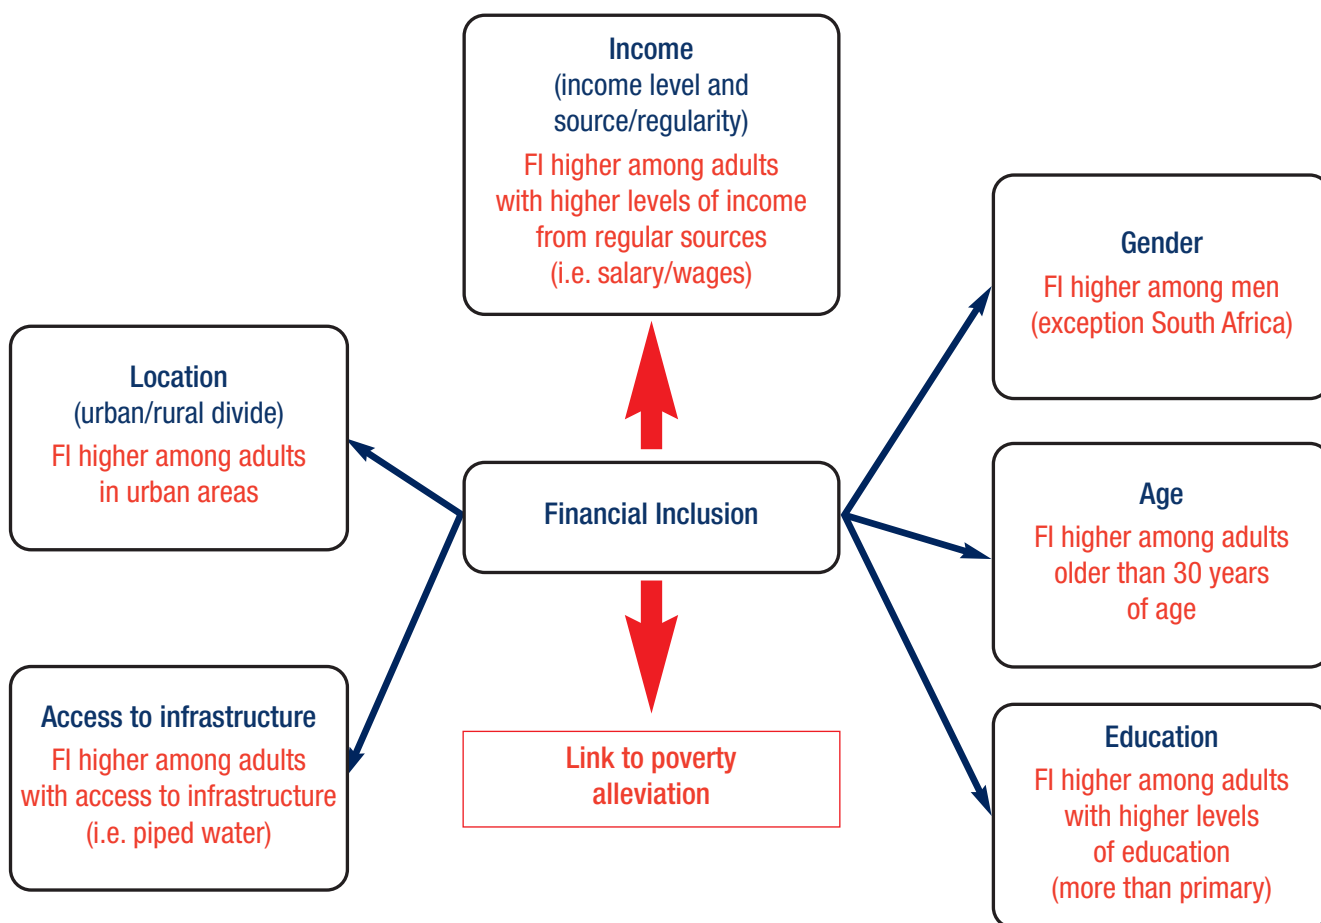 Income
(income level and
source/regularity)
FI higher among adults
with higher levels of income
from regular sources
(i.e. salary/wages)
Location
(urban/rural divide)
FI higher among adults
in urban areas
Financial Inclusion
Gender
FI higher among men
(exception South Africa)
Age
FI higher among adults
older than 30 years
of age
Access to infrastructure
FI higher among adults
with access to infrastructure
(i.e. piped water)
Link to poverty
alleviation
Education
FI higher among adults
with higher levels
of education
(more than primary)